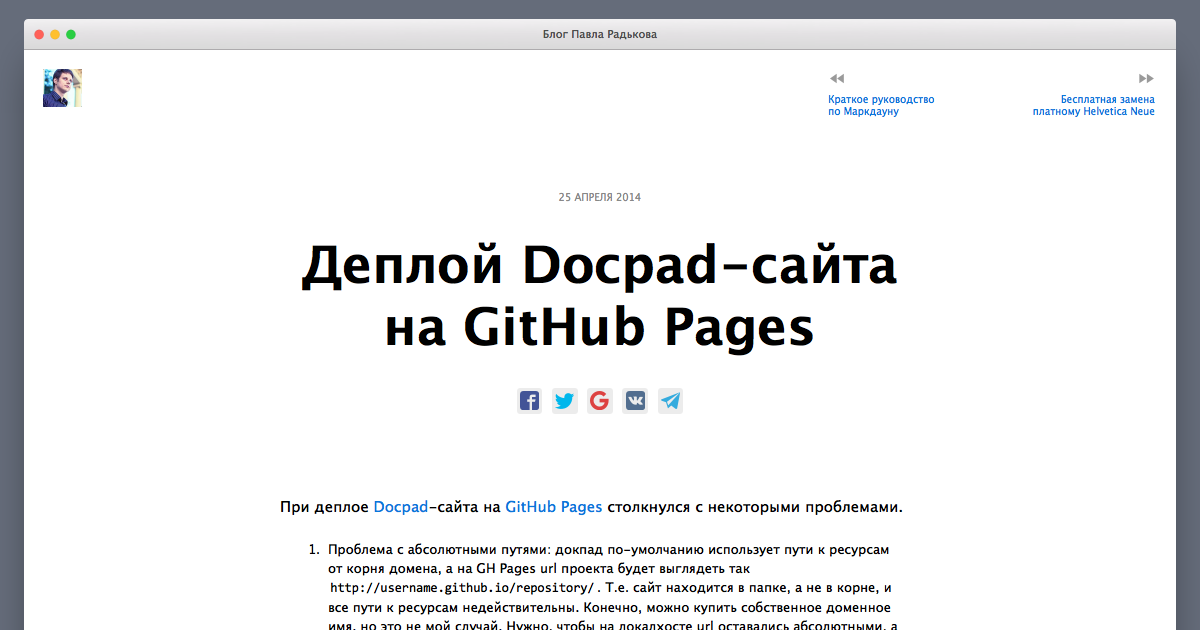 Блог Павла Радькова
Краткое руководство
по Маркдауну
Бесплатная замена
платному Helvetica Neue
25 АПРЕЛЯ 2014
Деплой Docpad-сайта
на GitHub Pages
При деплое Docpad-сайта на GitHub Pages столкнулся с некоторыми проблемами.
1. Проблема с абсолютными путями: докпад по-умолчанию использует пути к ресурсам
от корня домена, а на GH Pages url проекта будет выглядеть так
http://username.github.io/repository/. Т.е. сайт находится в папке, а не в корне, и
все пути к ресурсам недействительны. Конечно, можно купить собственное доменное
имя, но это не мой случай. Нужно, чтобы на локалхосте url оставались абсолютными, а